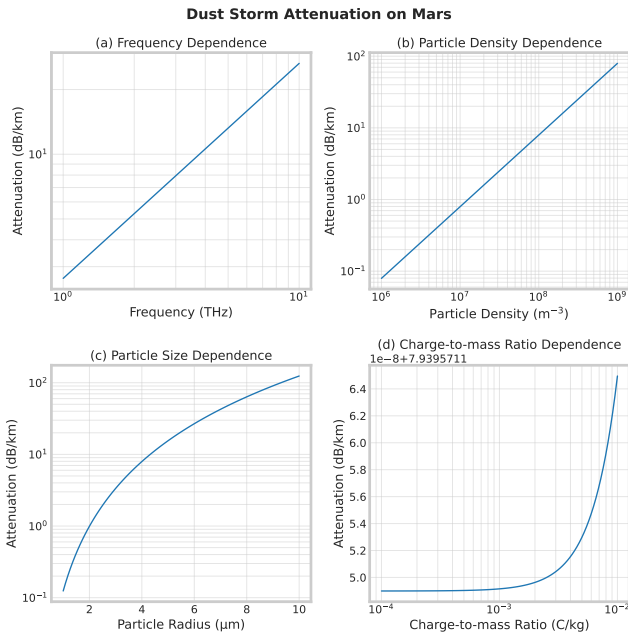 Dust Storm Attenuation on Mars
(a) Frequency Dependence
Attenuation (dB/km)
10¹
10⁰ 10¹
Frequency (THz)
(b) Particle Density Dependence
Attenuation (dB/km)
10²
10¹
10⁰
10⁻¹
10⁶ 10⁷ 10⁸ 10⁹
Particle Density (m⁻³)
(c) Particle Size Dependence
Attenuation (dB/km)
10²
10¹
10⁰
10⁻¹
2 4 6 8 10
Particle Radius (μm)
(d) Charge-to-mass Ratio Dependence
1e−8+7.9395711
Attenuation (dB/km)
6.4
6.2
6.0
5.8
5.6
5.4
5.2
5.0
10⁻⁴ 10⁻³ 10⁻²
Charge-to-mass Ratio (C/kg)